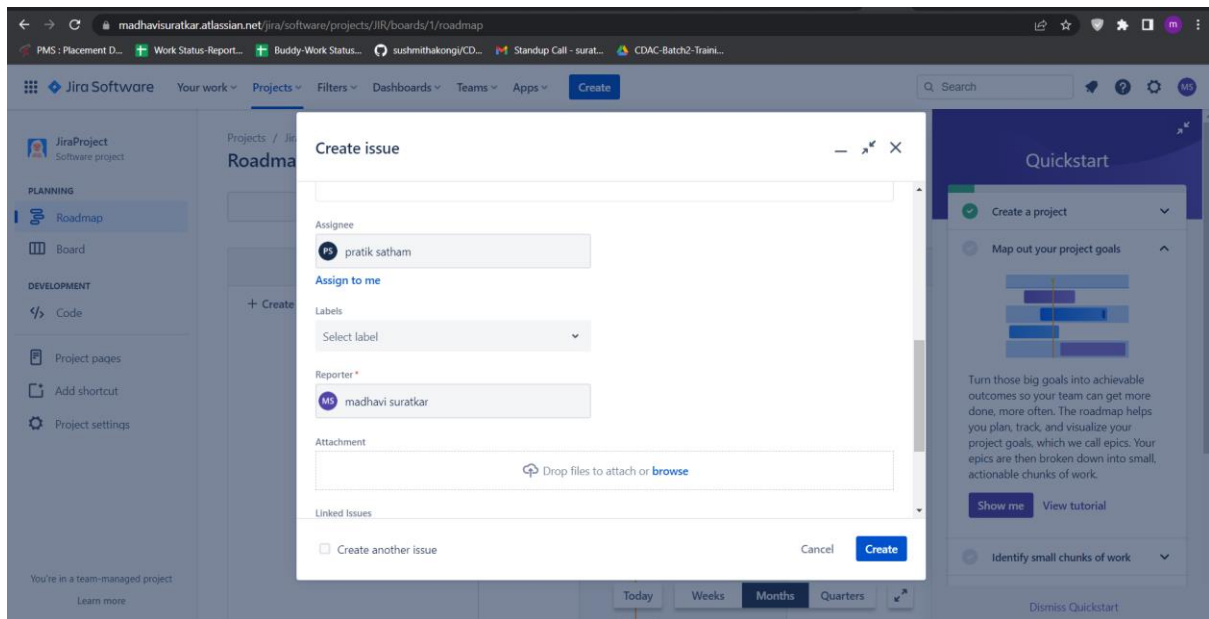 madhavisuratkar.atlassian.net/jira/software/projects/JIR/boards/1/roadmap
m
PMS : Placement D...
Work Status-Report...
Buddy-Work Status...
sushmithakongi/CD...
Standup Call - surat...
CDAC-Batch2-Traini...
Jira Software
Your work
Projects
Filters
Dashboards
Teams
Apps
Create
Search
MS
JiraProject
Software project
PLANNING
Roadmap
Board
DEVELOPMENT
Code
Project pages
Add shortcut
Project settings
You're in a team-managed project
Learn more
Projects / Jir
Roadma
+ Create
Create issue
Assignee
PS pratik satham
Assign to me
Labels
Select label
Reporter *
MS madhavi suratkar
Attachment
Drop files to attach or browse
Linked Issues
Create another issue
Cancel
Create
Today
Weeks
Months
Quarters
Quickstart
Create a project
Map out your project goals
Turn those big goals into achievable
outcomes so your team can get more
done, more often. The roadmap helps
you plan, track, and visualize your
project goals, which we call epics. Your
epics are then broken down into small,
actionable chunks of work.
Show me
View tutorial
Identify small chunks of work
Dismiss Quickstart